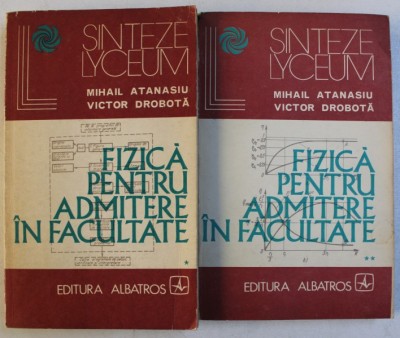 SINTEZE
LYCEUM
MIHAIL ATANASIU
VICTOR DROBOTĂ
FIZICĂ
PENTRU
ADMITERE
ÎN FACULTATE
*
EDITURA ALBATROS
SINTEZE
LYCEUM
MIHAIL ATANASIU
VICTOR DROBOTĂ
FIZICĂ
PENTRU
ADMITERE
ÎN FACULTATE
**
EDITURA ALBATROS